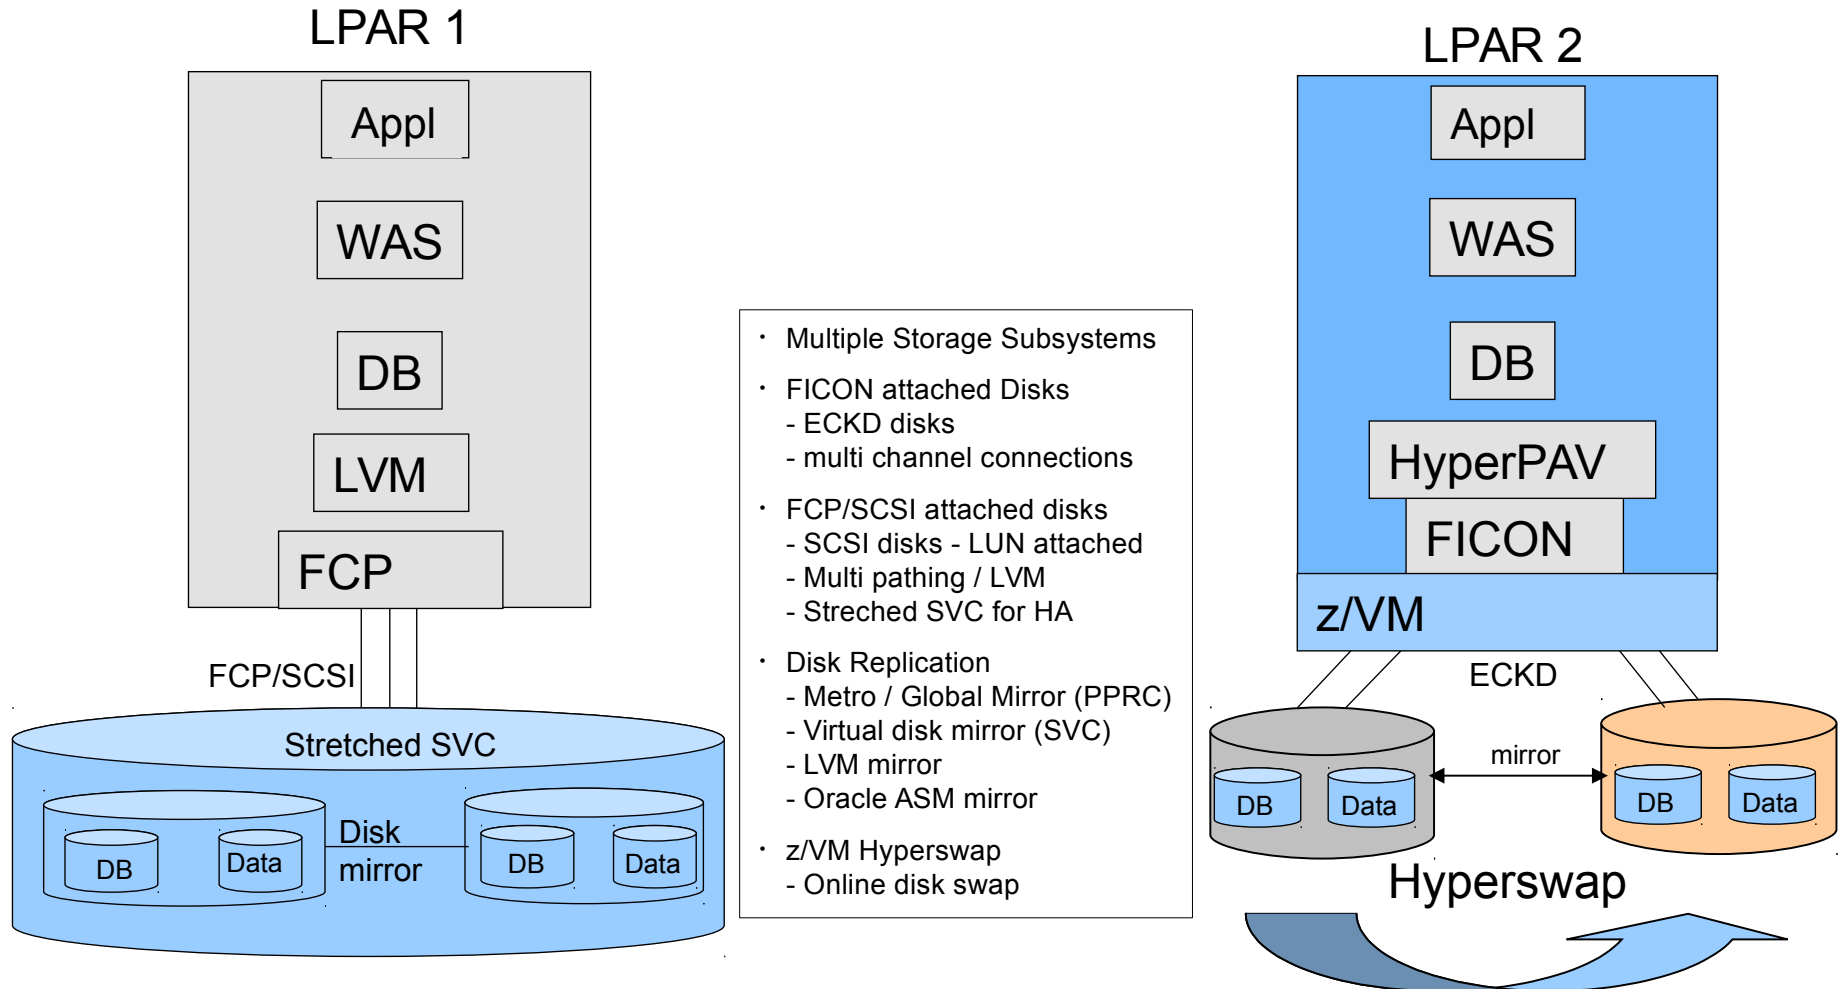 LPAR 1
Appl
WAS
DB
LVM
FCP
FCP/SCSI
Stretched SVC
DB
Data
Disk
mirror
DB
Data
· Multiple Storage Subsystems
· FICON attached Disks
- ECKD disks
- multi channel connections
· FCP/SCSI attached disks
- SCSI disks - LUN attached
- Multi pathing / LVM
- Streched SVC for HA
· Disk Replication
- Metro / Global Mirror (PPRC)
- Virtual disk mirror (SVC)
- LVM mirror
- Oracle ASM mirror
· z/VM Hyperswap
- Online disk swap
LPAR 2
Appl
WAS
DB
HyperPAV
FICON
z/VM
ECKD
DB
Data
mirror
DB
Data
Hyperswap